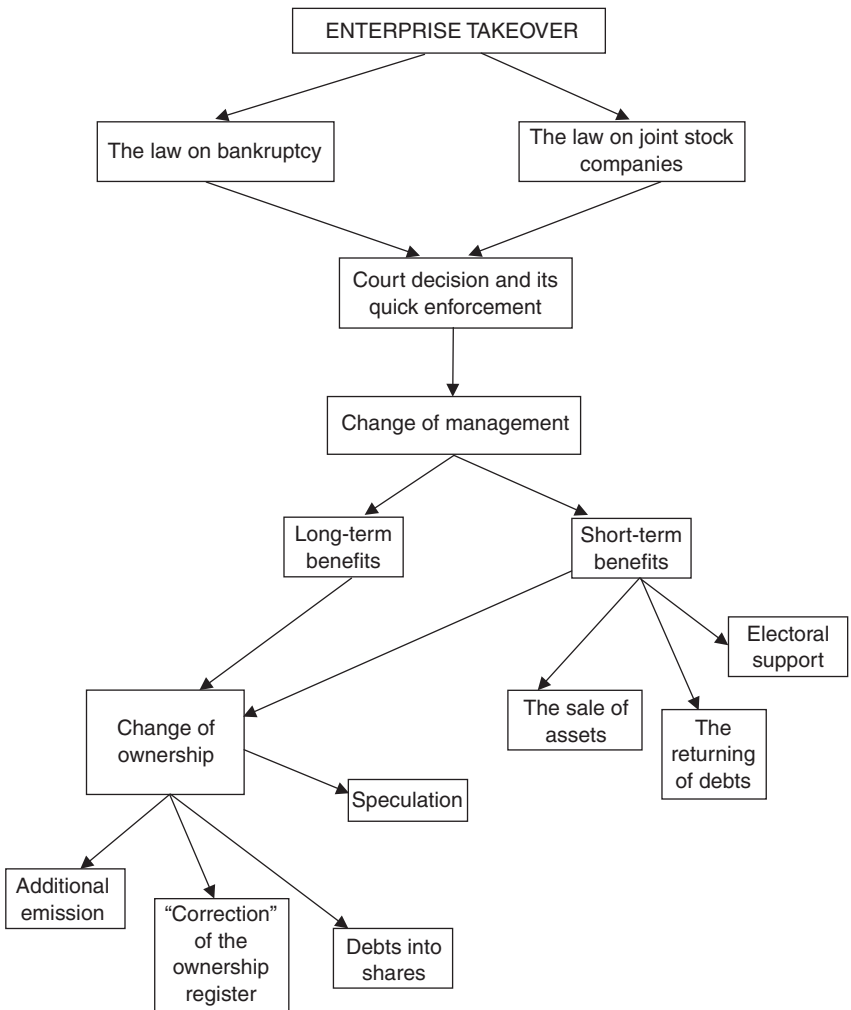 ENTERPRISE TAKEOVER
The law on bankruptcy
The law on joint stock
companies
Court decision and its
quick enforcement
Change of management
Long-term
benefits
Short-term
benefits
Electoral
support
The sale of
assets
The
returning
of debts
Change of
ownership
Speculation
Additional
emission
“Correction”
of the
ownership
register
Debts into
shares